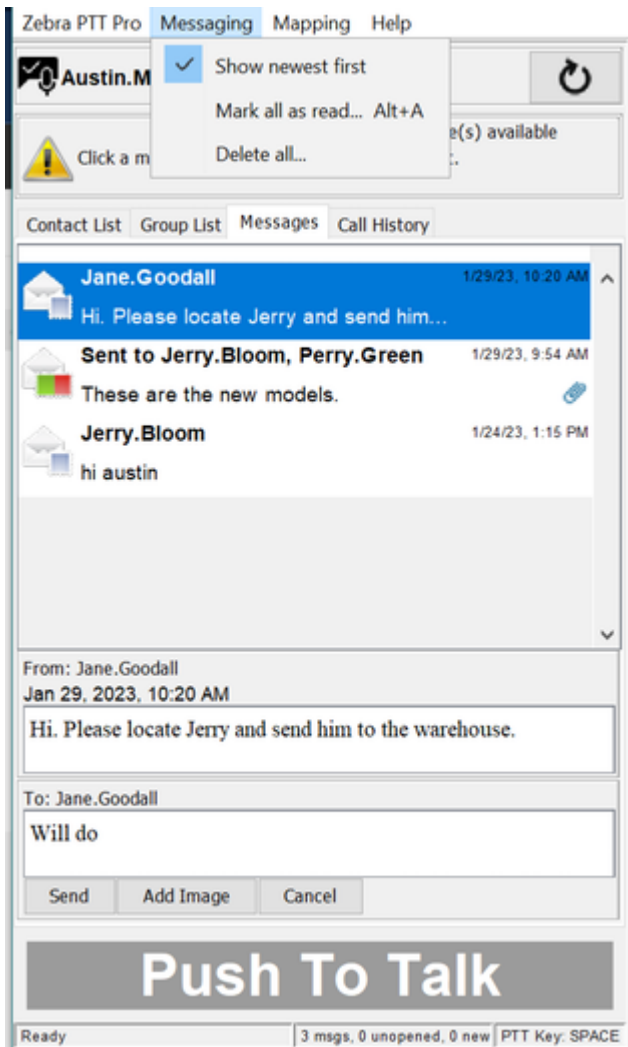 Zebra PTT Pro Messaging Mapping Help
Show newest first
Mark all as read... Alt+A
Delete all...
Austin.M
e(s) available
Click a m
Contact List Group List Messages Call History
Jane.Goodall 1/29/23, 10:20 AM
Hi. Please locate Jerry and send him...
Sent to Jerry.Bloom, Perry.Green 1/29/23, 9:54 AM
These are the new models.
Jerry.Bloom 1/24/23, 1:15 PM
hi austin
From: Jane.Goodall
Jan 29, 2023, 10:20 AM
Hi. Please locate Jerry and send him to the warehouse.
To: Jane.Goodall
Will do
Send Add Image Cancel
Push To Talk
Ready 3 msgs, 0 unopened, 0 new PTT Key: SPACE